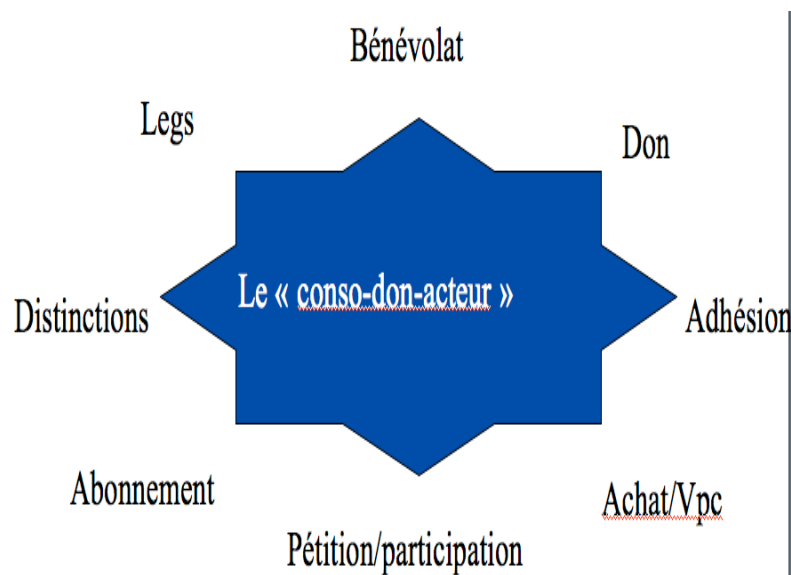 Bénévolat
Legs
Don
Le « conso-don-acteur »
Distinctions
Adhésion
Abonnement
Achat/Vpc
Pétition/participation